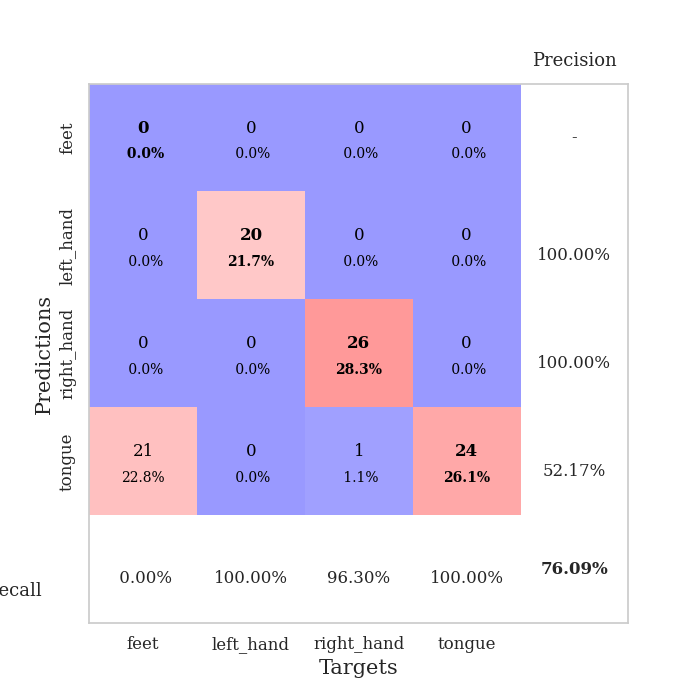 Precision
feet
0 0 0 0
0.0% 0.0% 0.0% 0.0%
-
left_hand
0 20 0 0
0.0% 21.7% 0.0% 0.0%
100.00%
Predictions
right_hand
0 0 26 0
0.0% 0.0% 28.3% 0.0%
100.00%
tongue
21 0 1 24
22.8% 0.0% 1.1% 26.1%
52.17%
ecall
0.00% 100.00% 96.30% 100.00%
76.09%
feet left_hand right_hand tongue
Targets